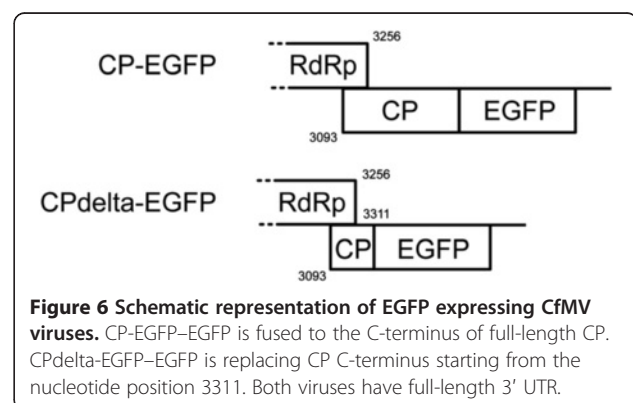 3256
CP-EGFP RdRp
CP EGFP
3093
3256
CPdelta-EGFP RdRp
3311
CP EGFP
3093
Figure 6 Schematic representation of EGFP expressing CfMV
viruses. CP-EGFP–EGFP is fused to the C-terminus of full-length CP.
CPdelta-EGFP–EGFP is replacing CP C-terminus starting from the
nucleotide position 3311. Both viruses have full-length 3′ UTR.